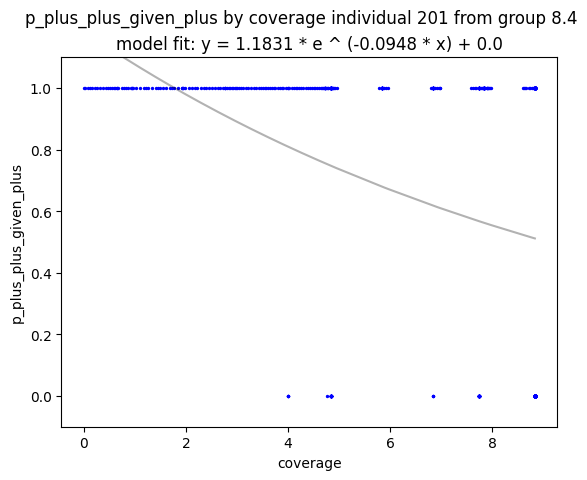 p_plus_plus_given_plus by coverage individual 201 from group 8.4
model fit: y = 1.1831 * e ^ (-0.0948 * x) + 0.0
p_plus_plus_given_plus
1.0
0.8
0.6
0.4
0.2
0.0
0 2 4 6 8
coverage